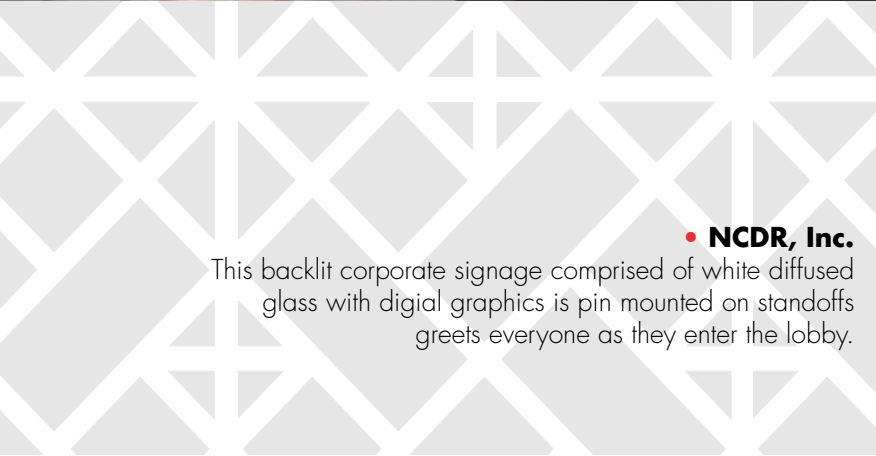 • NCDR, Inc.
This backlit corporate signage comprised of white diffused
glass with digial graphics is pin mounted on standoffs
greets everyone as they enter the lobby.